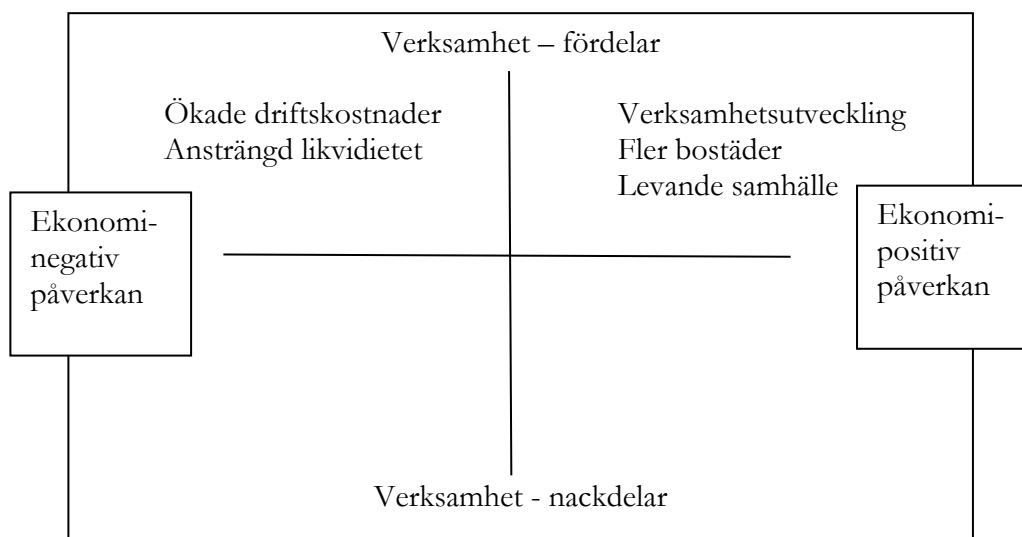 Verksamhet – fördelar
Ökade driftskostnader
Ansträngd likvidietet
Verksamhetsutveckling
Fler bostäder
Levande samhälle
Ekonomi-
negativ
påverkan
Ekonomi-
positiv
påverkan
Verksamhet - nackdelar